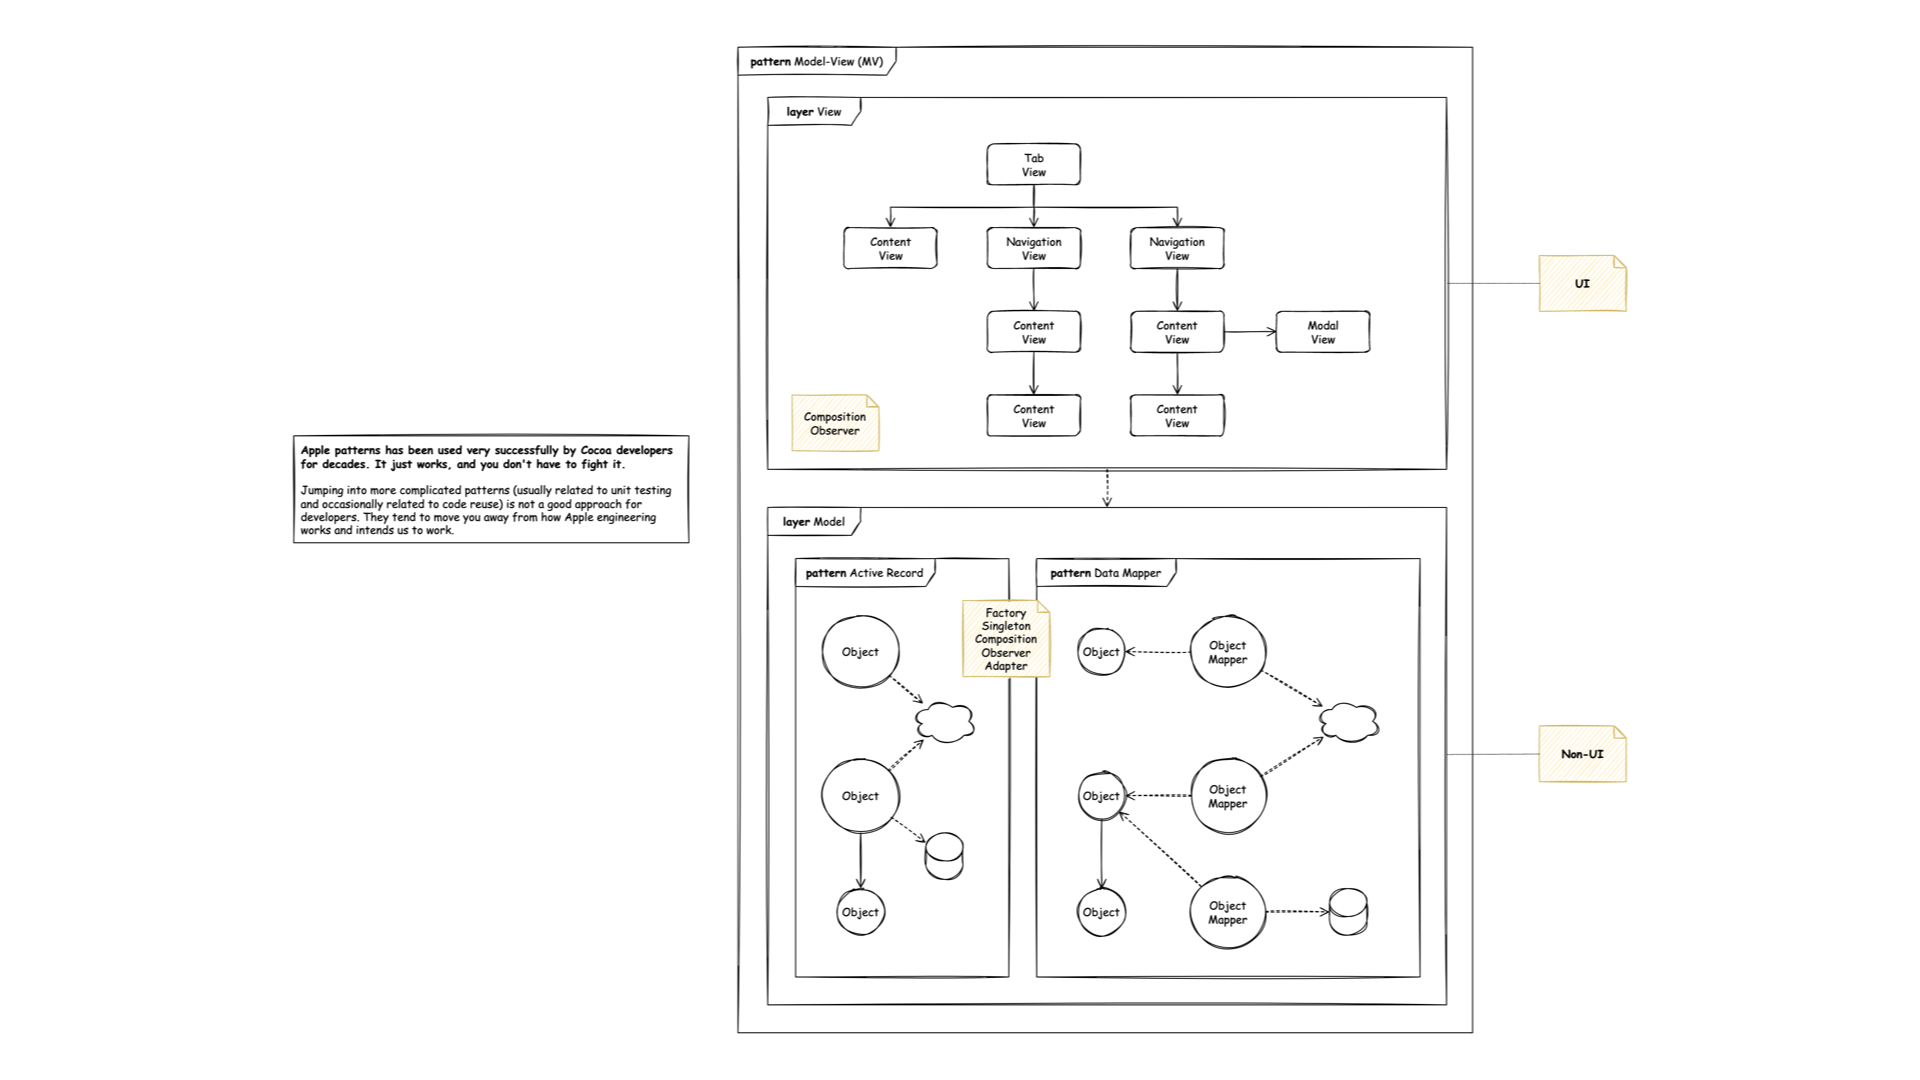 pattern Model-View (MV)
layer View
Tab
View
Content
View
Navigation
View
Navigation
View
Content
View
Content
View
Modal
View
Content
View
Content
View
Composition
Observer
UI
Apple patterns has been used very successfully by Cocoa developers
for decades. It just works, and you don't have to fight it.
Jumping into more complicated patterns (usually related to unit testing
and occasionally related to code reuse) is not a good approach for
developers. They tend to move you away from how Apple engineering
works and intends us to work.
layer Model
pattern Active Record
Object
Object
Object
Factory
Singleton
Composition
Observer
Adapter
pattern Data Mapper
Object
Object
Mapper
Object
Object
Mapper
Object
Object
Mapper
Non-UI